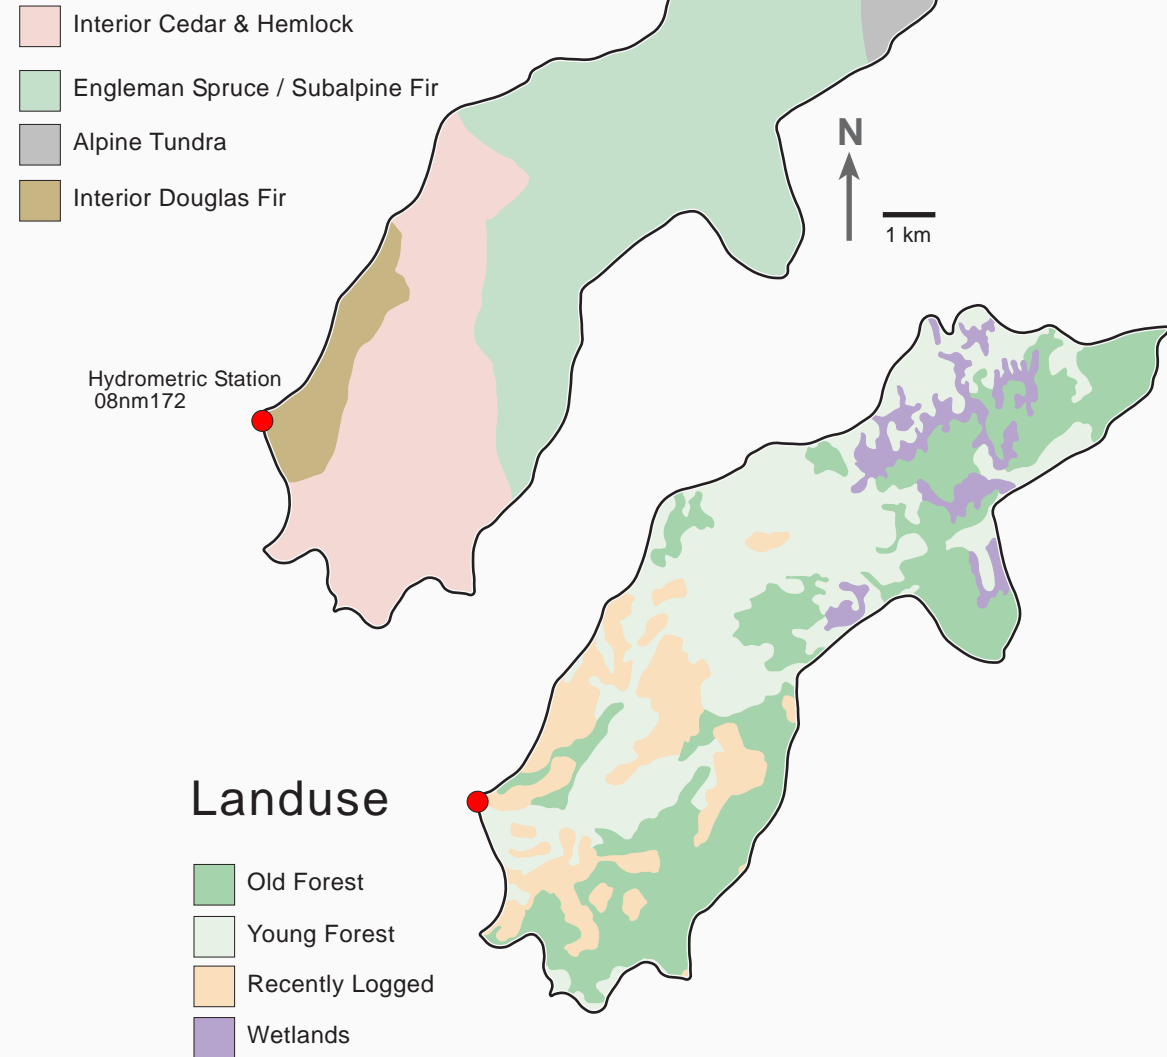 Interior Cedar & Hemlock
Engleman Spruce / Subalpine Fir
Alpine Tundra
Interior Douglas Fir
N
1 km
Hydrometric Station
08nm172
Landuse
Old Forest
Young Forest
Recently Logged
Wetlands